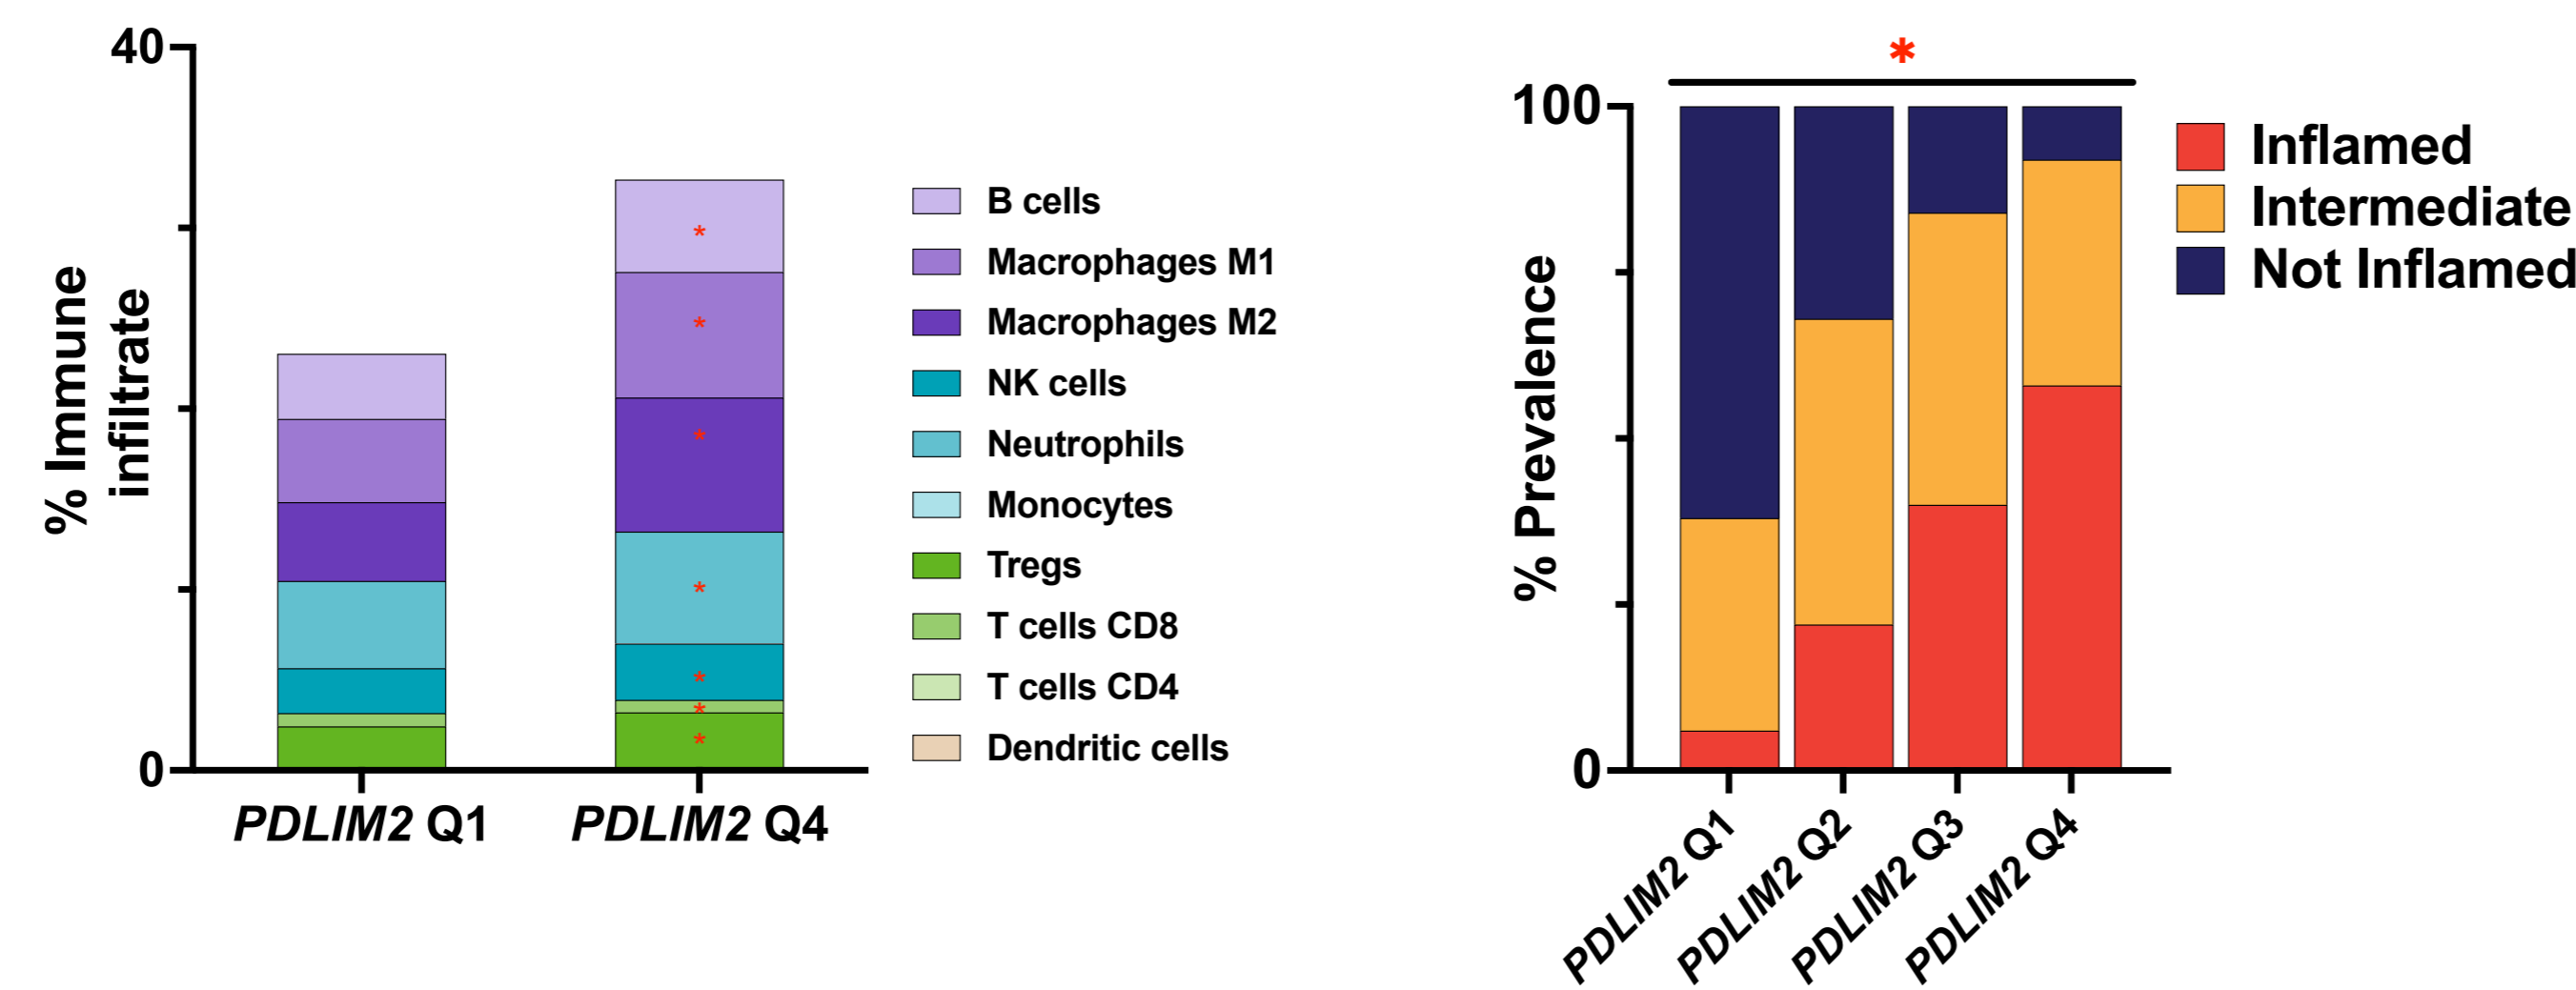 40
0
% Immune
infiltrate
*
*
*
*
*
*
*
PDLIM2 Q1
PDLIM2 Q4
B cells
Macrophages M1
Macrophages M2
NK cells
Neutrophils
Monocytes
Tregs
T cells CD8
T cells CD4
Dendritic cells
*
100
0
% Prevalence
PDLIM2 Q1
PDLIM2 Q2
PDLIM2 Q3
PDLIM2 Q4
Inflamed
Intermediate
Not Inflamed